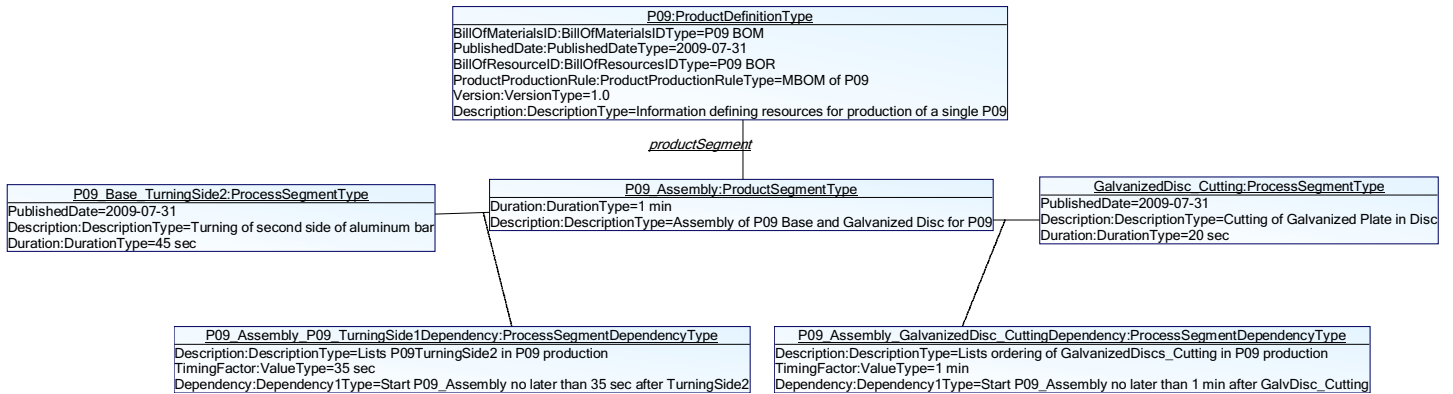 P09:ProductDefinitionType
BillOfMaterialsID:BillOfMaterialsIDType=P09 BOM
PublishedDate:PublishedDateType=2009-07-31
BillOfResourceID:BillOfResourcesIDType=P09 BOR
ProductProductionRule:ProductProductionRuleType=MBOM of P09
Version:VersionType=1.0
Description:DescriptionType=Information defining resources for production of a single P09
productSegment
P09_Base_TurningSide2:ProcessSegmentType
PublishedDate=2009-07-31
Description:DescriptionType=Turning of second side of aluminum bar
Duration:DurationType=45 sec
P09_Assembly:ProductSegmentType
Duration:DurationType=1 min
Description:DescriptionType=Assembly of P09 Base and Galvanized Disc for P09
GalvanizedDisc_Cutting:ProcessSegmentType
PublishedDate=2009-07-31
Description:DescriptionType=Cutting of Galvanized Plate in Disc
Duration:DurationType=20 sec
P09_Assembly_P09_TurningSide1Dependency:ProcessSegmentDependencyType
Description:DescriptionType=Lists P09TurningSide2 in P09 production
TimingFactor:ValueType=35 sec
Dependency:Dependency1Type=Start P09_Assembly no later than 35 sec after TurningSide2
P09_Assembly_GalvanizedDisc_CuttingDependency:ProcessSegmentDependencyType
Description:DescriptionType=Lists ordering of GalvanizedDiscs_Cutting in P09 production
TimingFactor:ValueType=1 min
Dependency:Dependency1Type=Start P09_Assembly no later than 1 min after GalvDisc_Cutting